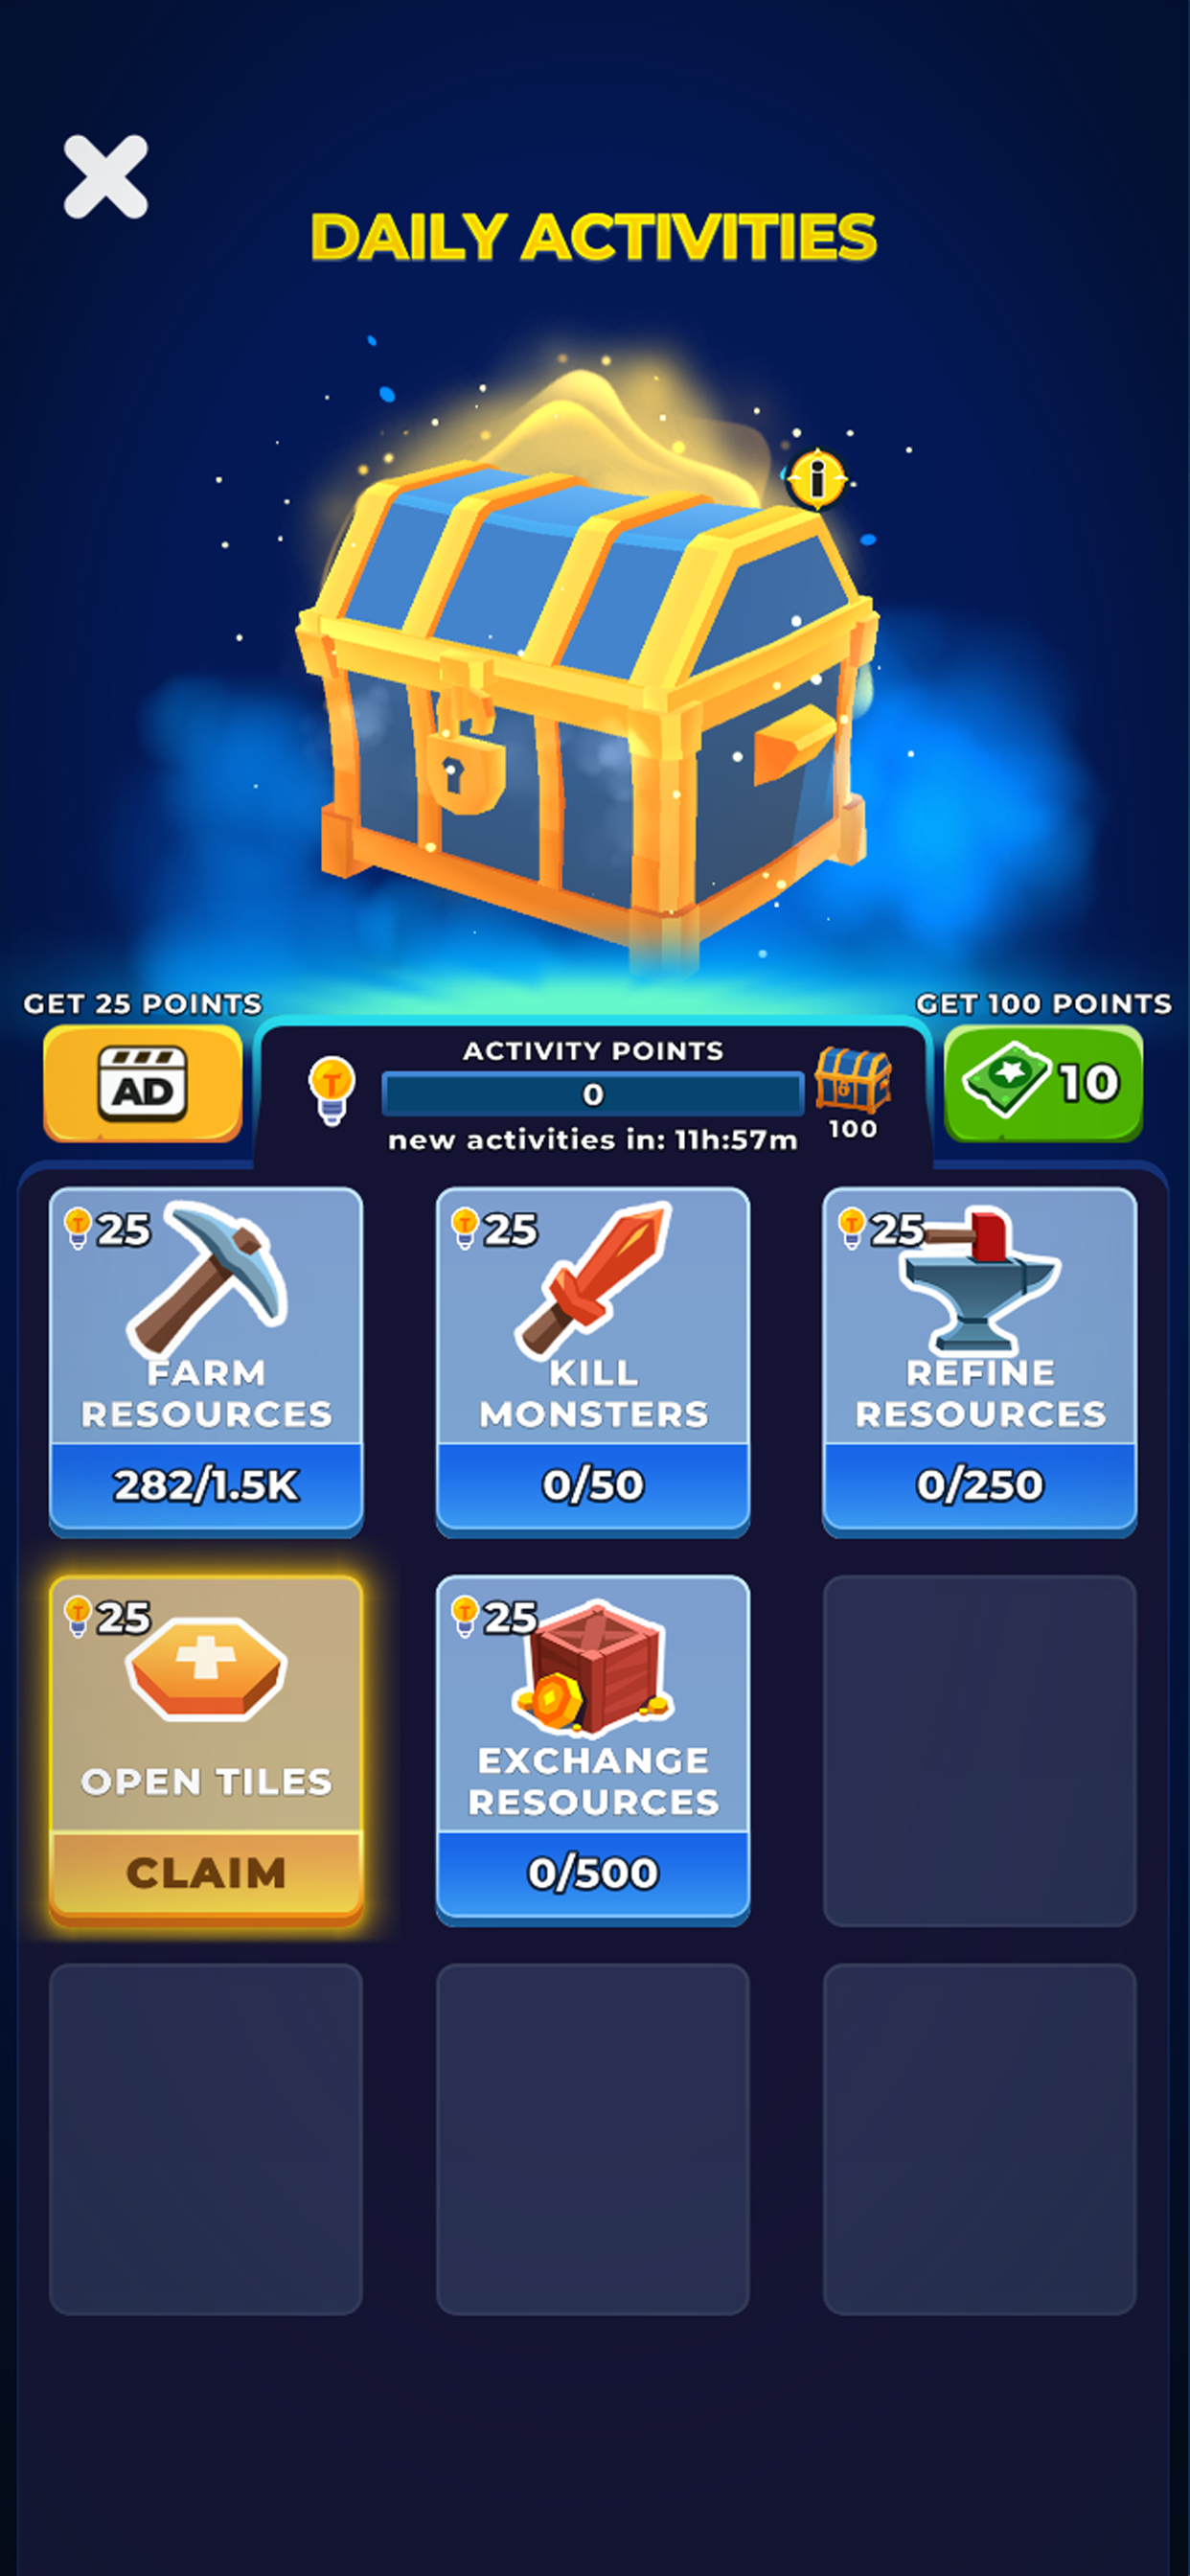 DAILY ACTIVITIES
i
GET 25 POINTS
GET 100 POINTS
AD
ACTIVITY POINTS
0
100
10
new activities in: 11h:57m
25
FARM
RESOURCES
282/1.5K
25
KILL
MONSTERS
0/50
25
REFINE
RESOURCES
0/250
25
OPEN TILES
CLAIM
25
EXCHANGE
RESOURCES
0/500